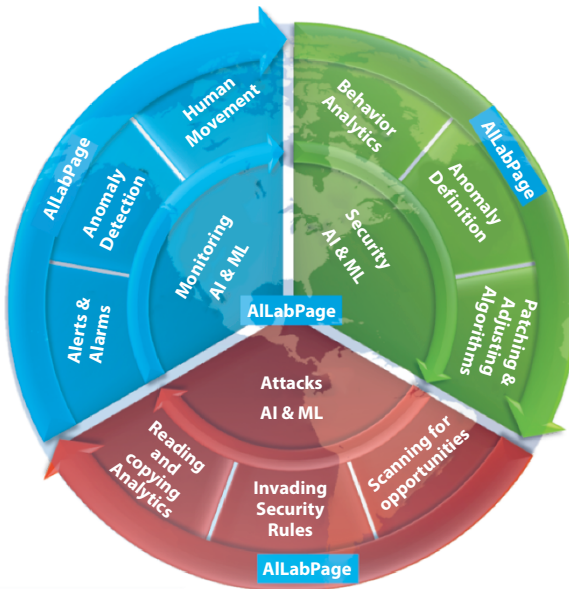 Human
Movement
Anomaly
Detection
Alerts &
Alarms
AILabPage
Monitoring
AI & ML
Behavior
Analytics
Anomaly
Definition
Patching &
Adjusting
Algorithms
AILabPage
Security
AI & ML
AILabPage
Attacks
AI & ML
Reading
and
copying
Analytics
Invading
Security
Rules
Scanning for
opportunities
AILabPage